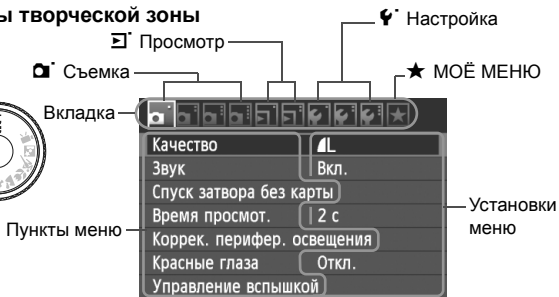 ы творческой зоны
Настройка
Просмотр
Съемка
★ МОЁ МЕНЮ
Вкладка
Качество L
Звук Вкл.
Спуск затвора без карты
Время просмот. 2 с
Коррек. перифер. освещения
Красные глаза Откл.
Управление вспышкой
Пункты меню
Установки
меню